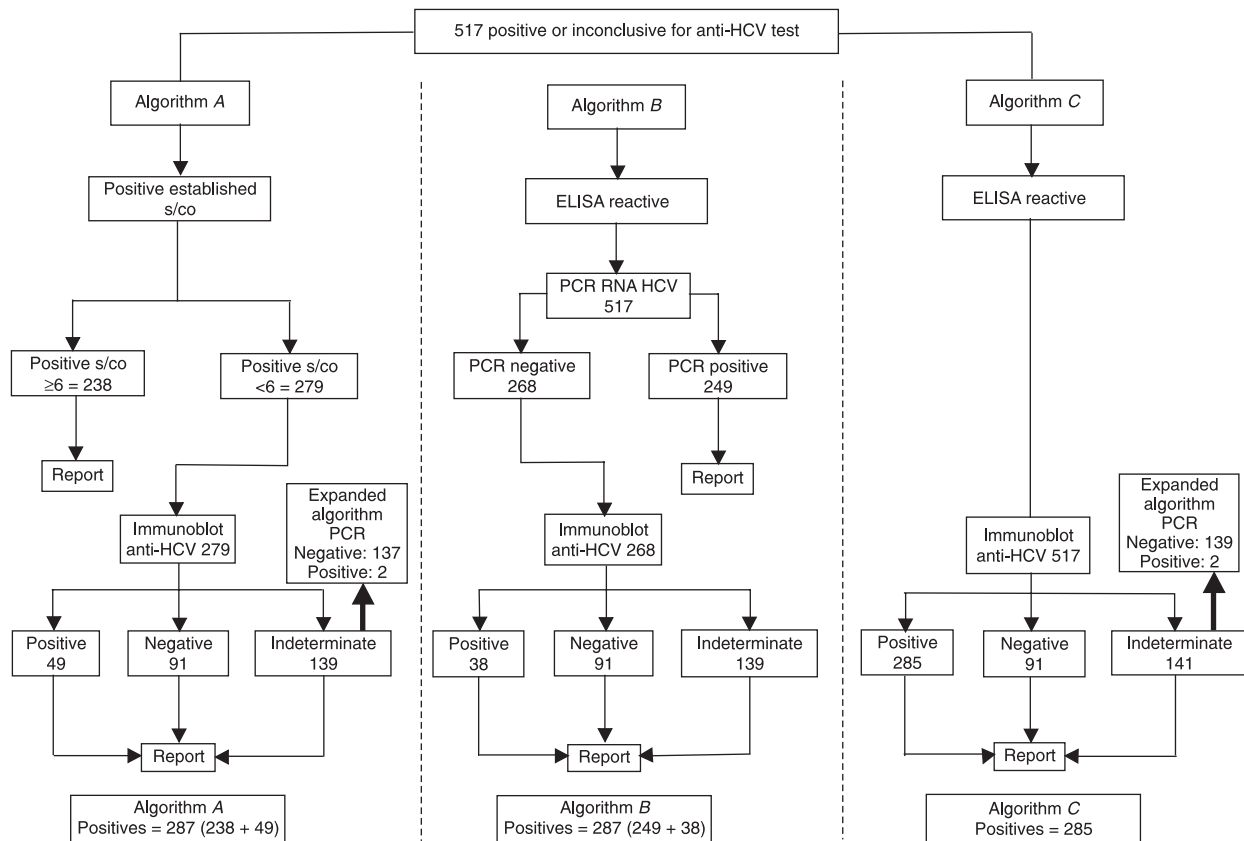 517 positive or inconclusive for anti-HCV test
Algorithm A
Positive established
s/co
Positive s/co
≥6 = 238
Positive s/co
<6 = 279
Report
Immunoblot
anti-HCV 279
Expanded
algorithm
PCR
Negative: 137
Positive: 2
Positive
49
Negative
91
Indeterminate
139
Report
Algorithm A
Positives = 287 (238 + 49)
Algorithm B
ELISA reactive
PCR RNA HCV
517
PCR negative
268
PCR positive
249
Report
Immunoblot
anti-HCV 268
Positive
38
Negative
91
Indeterminate
139
Report
Algorithm B
Positives = 287 (249 + 38)
Algorithm C
ELISA reactive
Immunoblot
anti-HCV 517
Expanded
algorithm
PCR
Negative: 139
Positive: 2
Positive
285
Negative
91
Indeterminate
141
Report
Algorithm C
Positives = 285